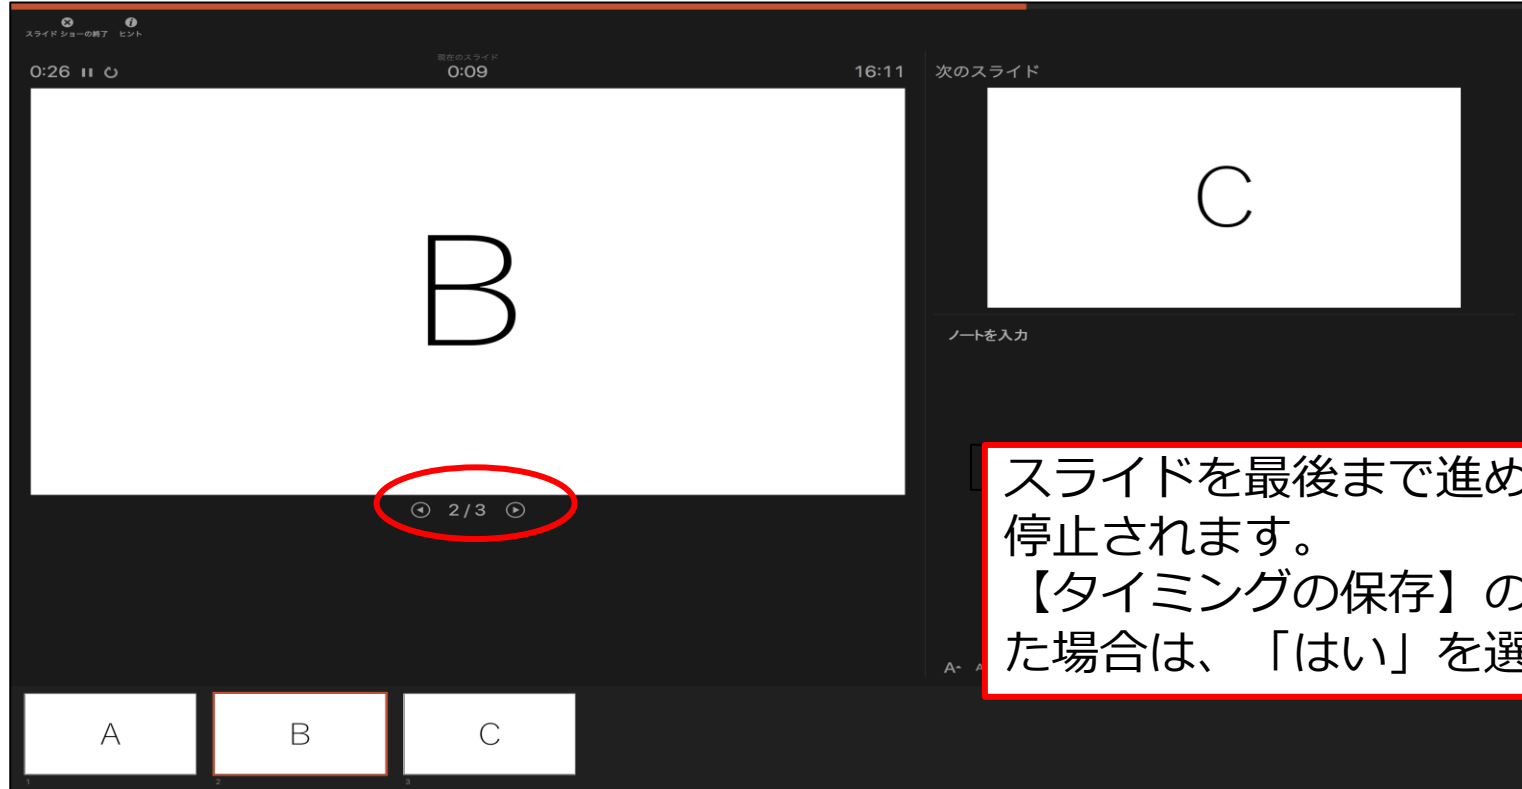 スライド ショーの終了 ヒント
現在のスライド
0:26 0:09 16:11
次のスライド
B
C
ノートを入力
2/3
スライドを最後まで進め
停止されます。
【タイミングの保存】の
た場合は、「はい」を選
A
A
B
C
1
2
3